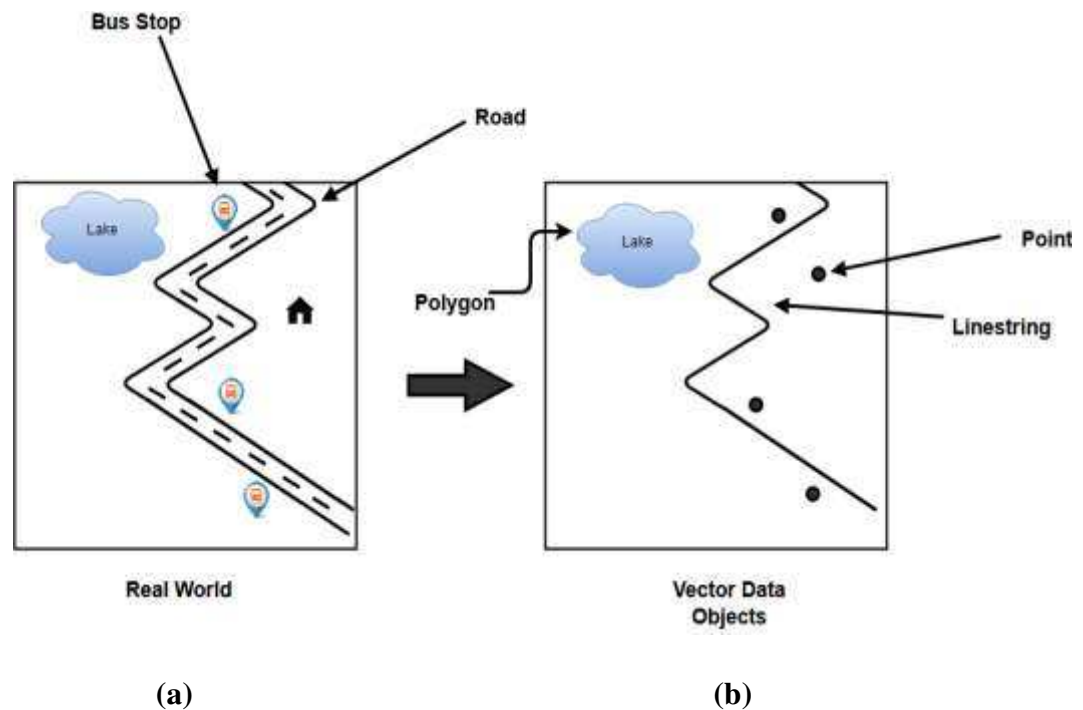 Bus Stop
Road
Lake
Lake
Point
Polygon
Linestring
Real World
Vector Data
Objects
(a)
(b)